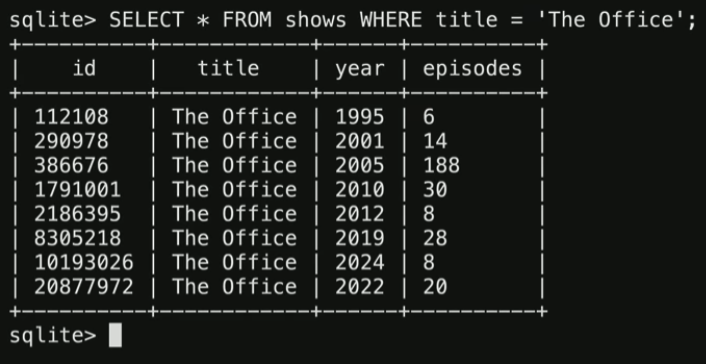 sqlite> SELECT * FROM shows WHERE title = 'The Office';
+----------+------------+------+----------+
|    id    |   title    | year | episodes |
+----------+------------+------+----------+
| 112108   | The Office | 1995 | 6        |
| 290978   | The Office | 2001 | 14       |
| 386676   | The Office | 2005 | 188      |
| 1791001  | The Office | 2010 | 30       |
| 2186395  | The Office | 2012 | 8        |
| 8305218  | The Office | 2019 | 28       |
| 10193026 | The Office | 2024 | 8        |
| 20877972 | The Office | 2022 | 20       |
+----------+------------+------+----------+
sqlite>